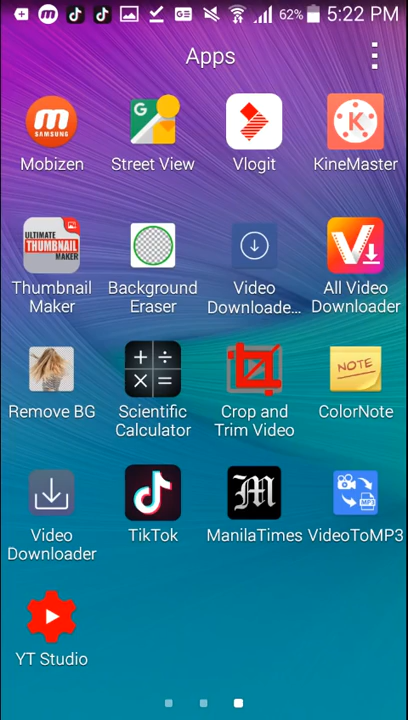 62% 5:22 PM
Apps
Mobizen
Street View
Vlogit
KineMaster
Thumbnail
Maker
Background
Eraser
Video
Downloade...
All Video
Downloader
Remove BG
Scientific
Calculator
Crop and
Trim Video
ColorNote
Video
Downloader
TikTok
ManilaTimes
VideoToMP3
YT Studio
m
SAMSUNG
G
K
ULTIMATE
THUMBNAIL
MAKER
V
NOTE
M
MP3